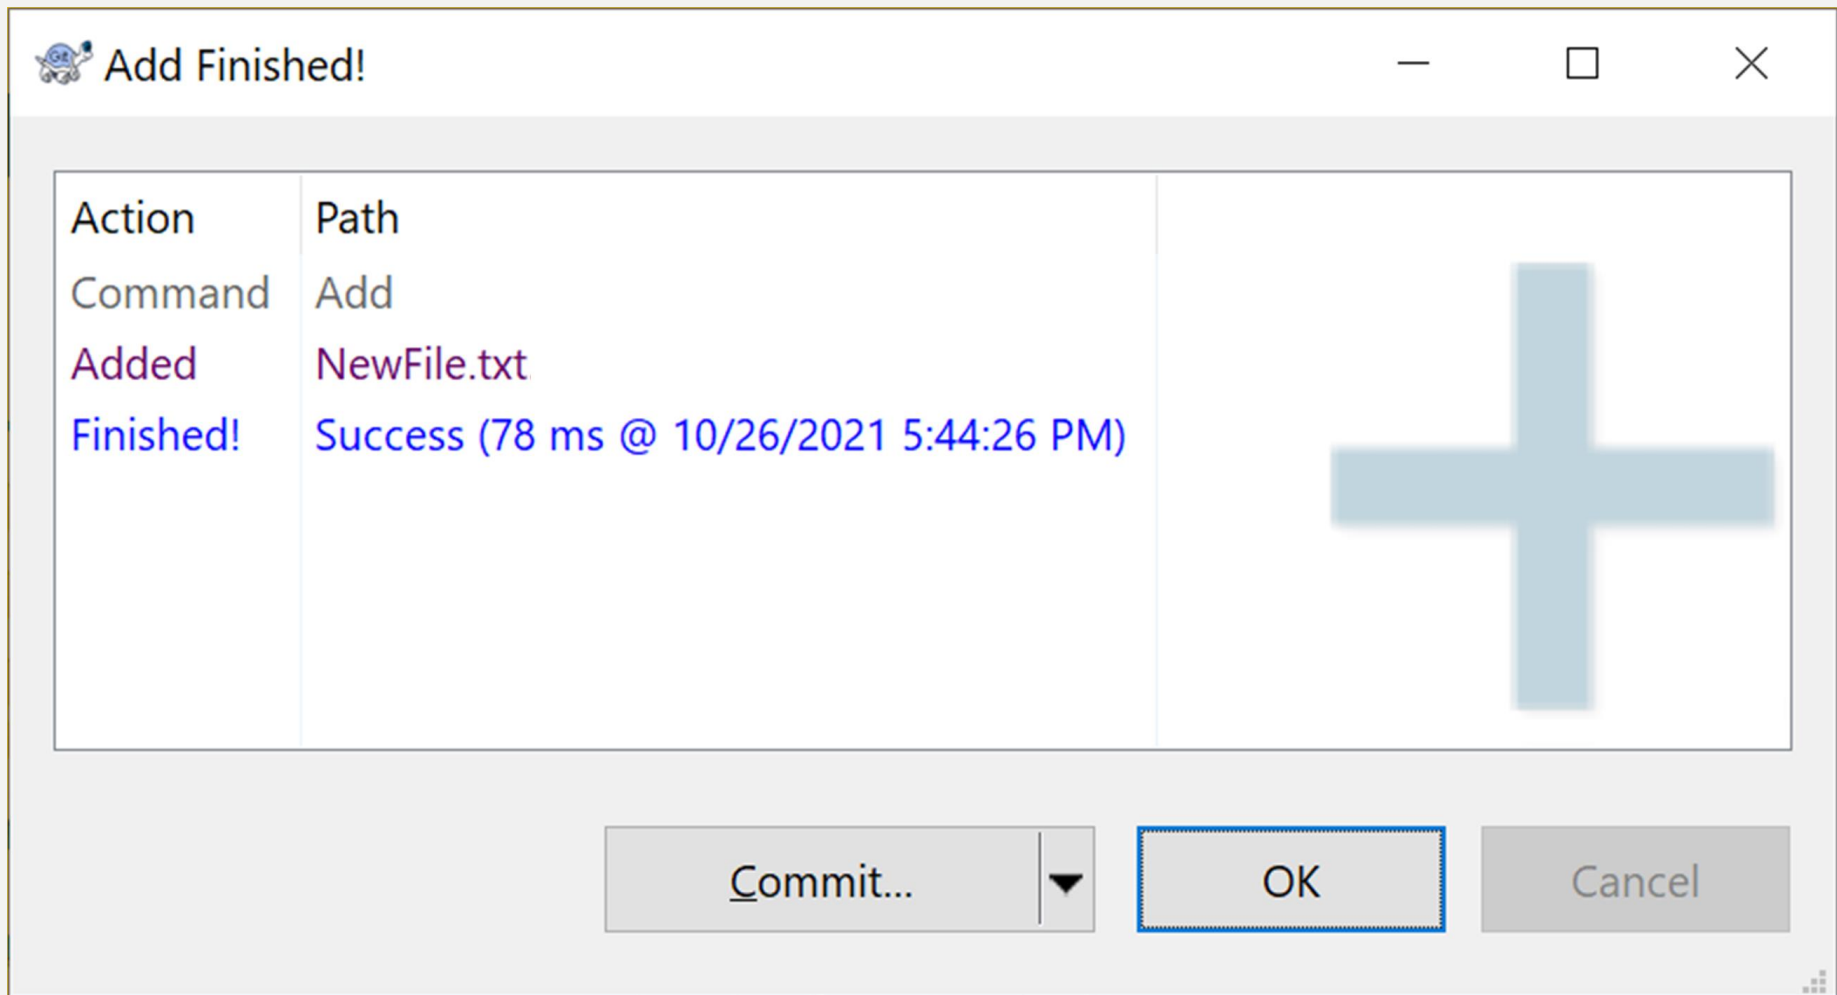 Add Finished!
Action Path
Command Add
Added NewFile.txt
Finished! Success (78 ms @ 10/26/2021 5:44:26 PM)
Commit... OK Cancel